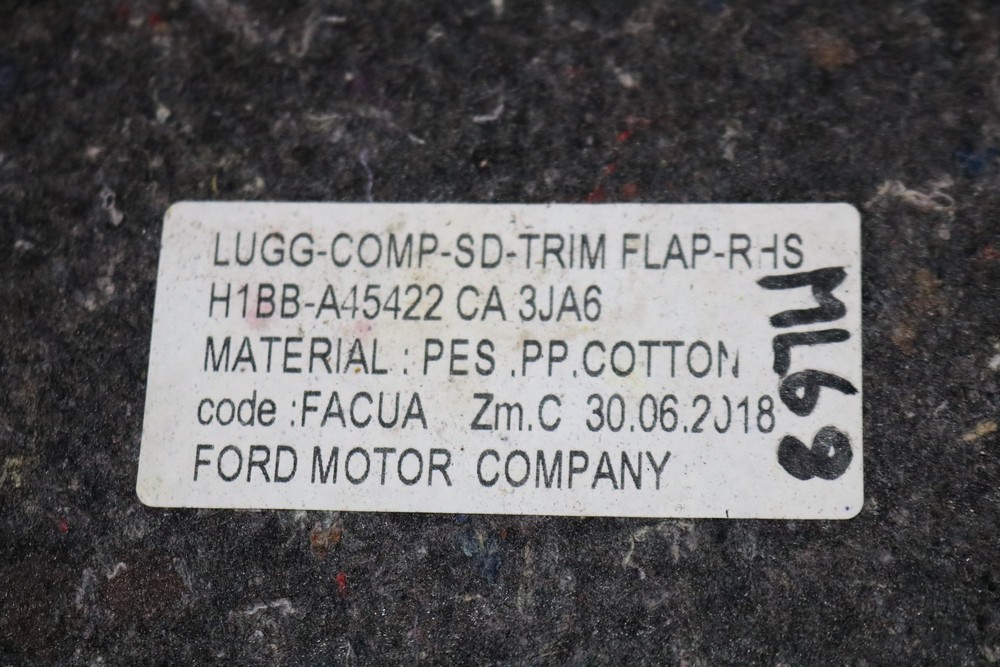 LUGG-COMP-SD-TRIM FLAP-RHS
H1BB-A45422 CA 3JA6
MATERIAL : PES .PP.COTTON
code :FACUA Zm.C 30.06.2018
FORD MOTOR COMPANY
ML68